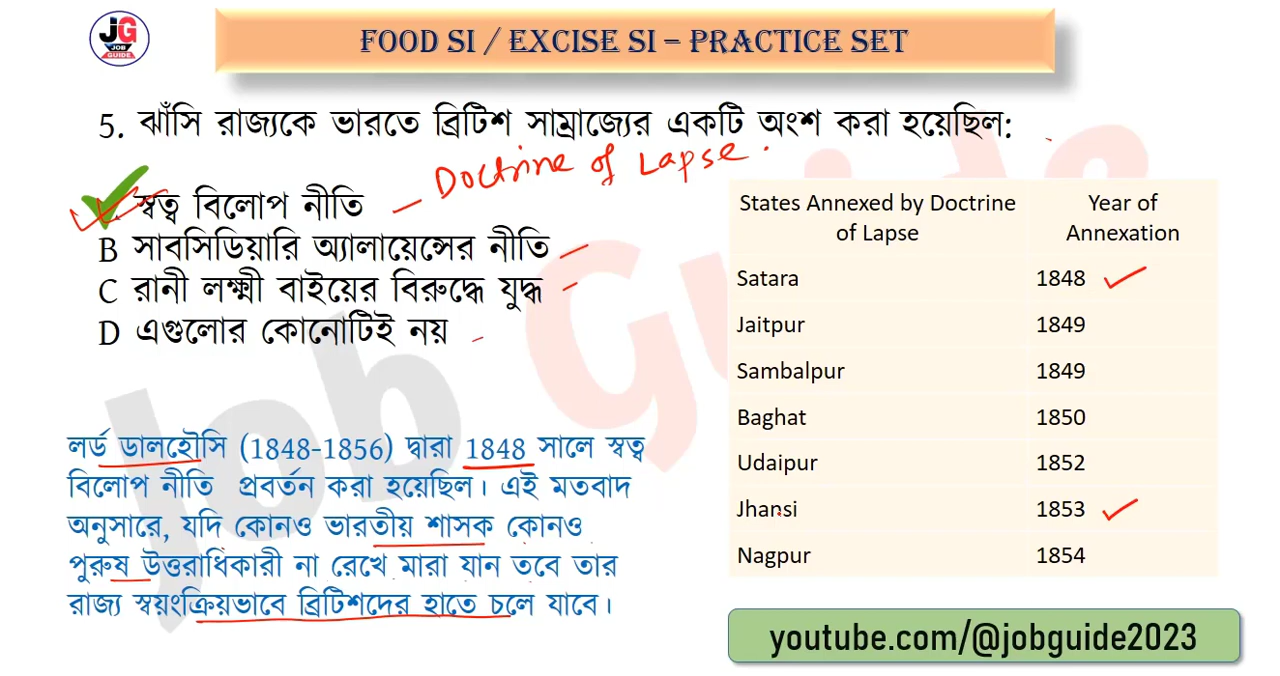 JG
JOB
GUIDE
FOOD SI / EXCISE SI – PRACTICE SET
5. ঝাঁসি রাজ্যকে ভারতে ব্রিটিশ সাম্রাজ্যের একটি অংশ করা হয়েছিল:
Doctrine of Lapse.
স্বত্ব বিলোপ নীতি
B সাবসিডিয়ারি অ্যালায়েন্সের নীতি
C রানী লক্ষ্মী বাইয়ের বিরুদ্ধে যুদ্ধ
D এগুলোর কোনোটিই নয়
লর্ড ডালহৌসি (1848-1856) দ্বারা 1848 সালে স্বত্ব
বিলোপ নীতি প্রবর্তন করা হয়েছিল। এই মতবাদ
অনুসারে, যদি কোনও ভারতীয় শাসক কোনও
পুরুষ উত্তরাধিকারী না রেখে মারা যান তবে তার
রাজ্য স্বয়ংক্রিয়ভাবে ব্রিটিশদের হাতে চলে যাবে।
States Annexed by Doctrine of Lapse Year of Annexation
Satara 1848
Jaitpur 1849
Sambalpur 1849
Baghat 1850
Udaipur 1852
Jhansi 1853
Nagpur 1854
youtube.com/@jobguide2023
Job Guide